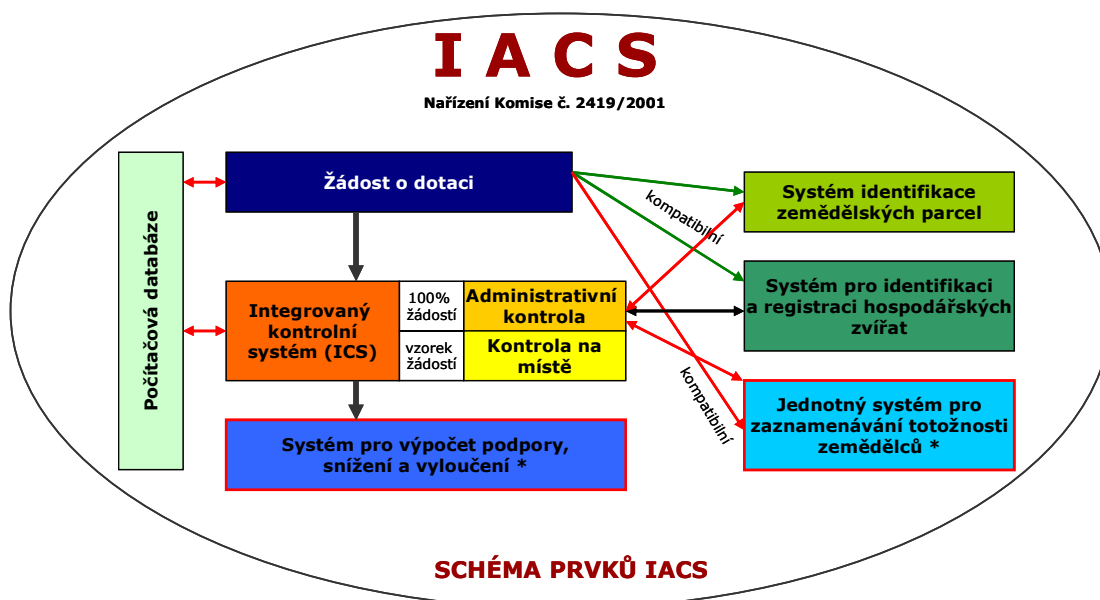 I A C S
Nařízení Komise č. 2419/2001
Počítačová databáze
Žádost o dotaci
kompatibilní
Systém identifikace
zemědělských parcel
Integrovaný
kontrolní
systém (ICS)
100%
žádostí
Administrativní
kontrola
vzorek
žádostí
Kontrola na
místě
Systém pro identifikaci
a registraci hospodářských
zvířat
kompatibilní
Jednotný systém pro
zaznamenávání totožnosti
zemědělců *
Systém pro výpočet podpory,
snížení a vyloučení *
SCHÉMA PRVKŮ IACS